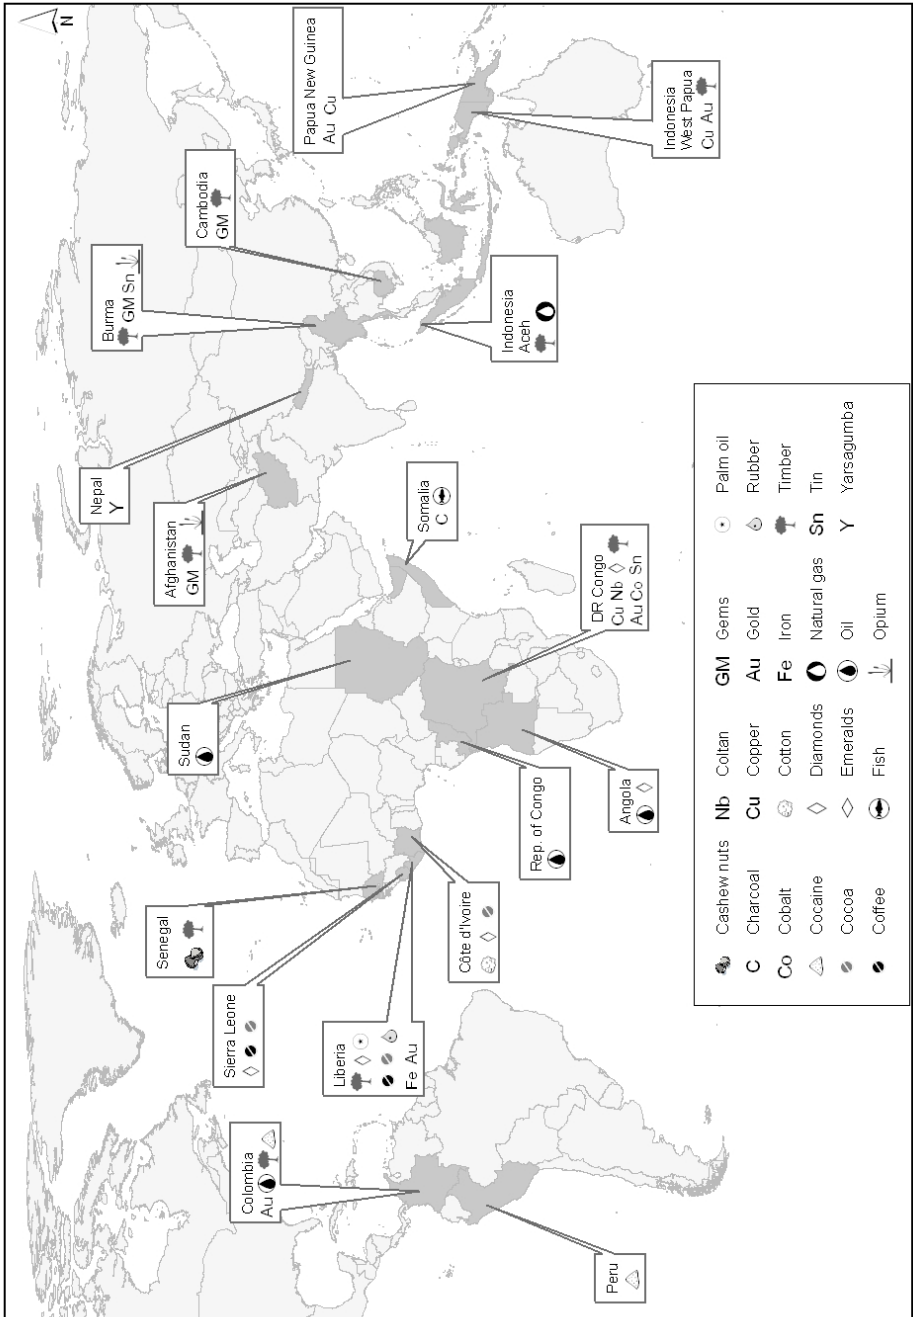 N
Colombia
Au
Peru
Sierra Leone
Liberia
Fe Au
Senegal
Côte d'Ivoire
Sudan
Rep. of Congo
Angola
DR Congo
Cu Nb
Au Co Sn
Somalia
C
Afghanistan
GM
Nepal
Y
Burma
GM Sn
Cambodia
GM
Indonesia
Aceh
Papua New Guinea
Au Cu
Indonesia
West Papua
Cu Au
Cashew nuts
C Charcoal
Co Cobalt
Cocaine
Cocoa
Coffee
Nb Coltan
Cu Copper
Cotton
Diamonds
Emeralds
Fish
GM Gems
Au Gold
Fe Iron
Natural gas
Oil
Opium
Palm oil
Rubber
Timber
Sn Tin
Y Yarsagumba